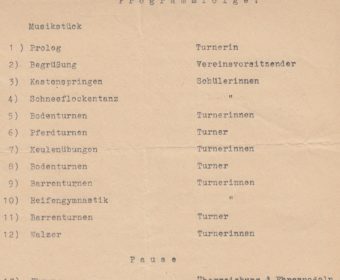 Programmfolge:
Musikstück
1 ) Prolog Turnerin
2) Begrüßung Vereinsvorsitzender
3) Kastenspringen Schülerinnen
4) Schneeflockentanz "
5) Bodenturnen Turnerinnen
6) Pferdturnen Turner
7) Keulenübungen Turnerinnen
8) Bodenturnen Turner
9) Barrenturnen Turnerinnen
10) Reifengymnastik "
11) Barrenturnen Turner
12) Walzer Turnerinnen
Pause